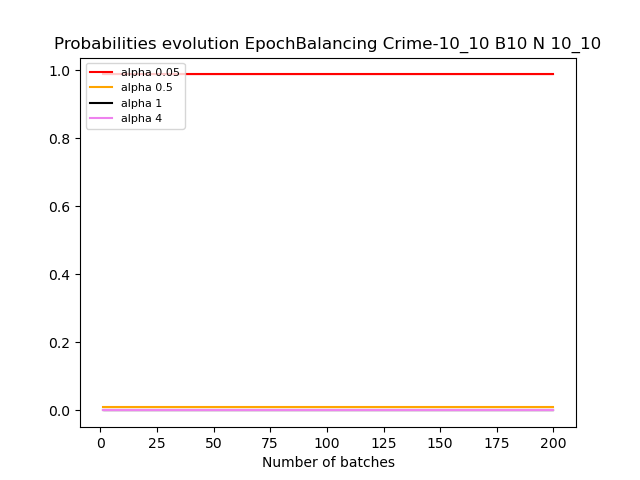 Probabilities evolution EpochBalancing Crime-10_10 B10 N 10_10
1.0
0.8
0.6
0.4
0.2
0.0
alpha 0.05
alpha 0.5
alpha 1
alpha 4
0 25 50 75 100 125 150 175 200
Number of batches